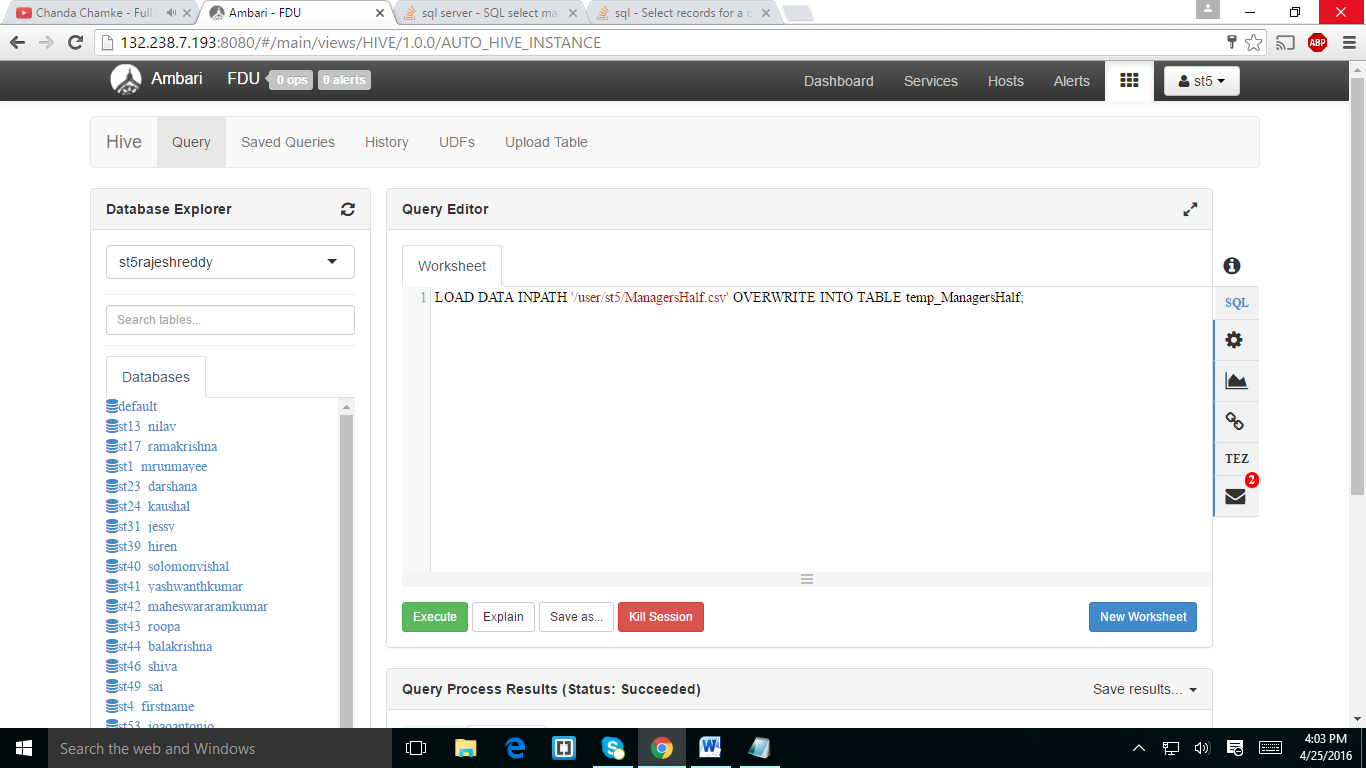 Chanda Chamke - Full
Ambari - FDU
sql server - SQL select ma
sql - Select records for a c
132.238.7.193:8080/#/main/views/HIVE/1.0.0/AUTO_HIVE_INSTANCE
ABP
Ambari FDU 0 ops 0 alerts Dashboard Services Hosts Alerts st5
Hive Query Saved Queries History UDFs Upload Table
Database Explorer
st5rajeshreddy
Search tables...
Databases
default
st13 nilav
st17 ramakrishna
st1 mrunmayee
st23 darshana
st24 kaushal
st31 jessy
st39 hiren
st40 solomonvishal
st41 yashwanthkumar
st42 maheswararamkumar
st43 roopa
st44 balakrishna
st46 shiva
st49 sai
st4 firstname
st53 joaoantonio
Query Editor
Worksheet
1 LOAD DATA INPATH '/user/st5/ManagersHalf.csv' OVERWRITE INTO TABLE temp_ManagersHalf;
SQL
TEZ
2
Execute Explain Save as... Kill Session New Worksheet
Query Process Results (Status: Succeeded) Save results...
Search the web and Windows
4:03 PM
4/25/2016